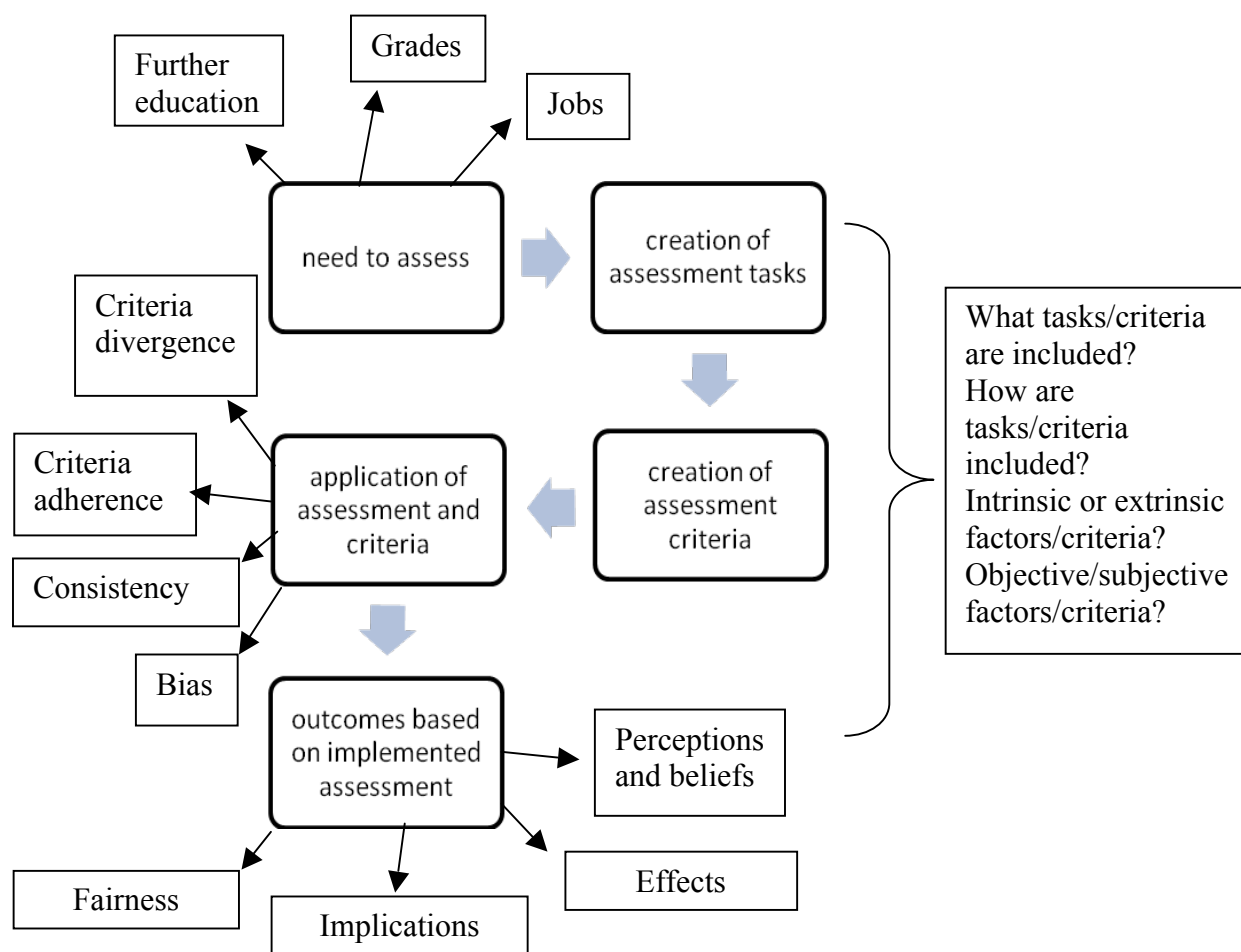 Grades
Further
education
Jobs
need to assess
creation of
assessment tasks
Criteria
divergence
What tasks/criteria
are included?
How are
tasks/criteria
included?
Intrinsic or extrinsic
factors/criteria?
Objective/subjective
factors/criteria?
Criteria
adherence
application of
assessment and
criteria
creation of
assessment
criteria
Consistency
Bias
outcomes based
on implemented
assessment
Perceptions
and beliefs
Fairness
Implications
Effects